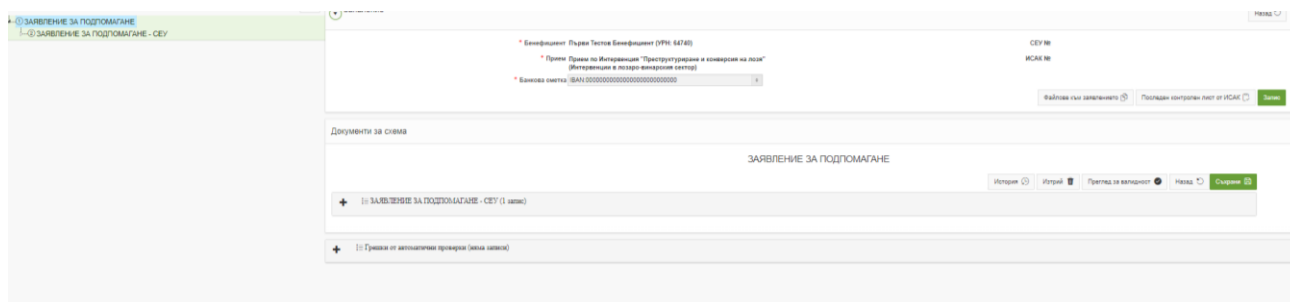 ① ЗАЯВЛЕНИЕ ЗА ПОДПОМАГАНЕ
② ЗАЯВЛЕНИЕ ЗА ПОДПОМАГАНЕ - СЕУ
Назад
* Бенефициент Първи Тестов Бенефициент (УРН: 64740)
СЕУ №
* Прием Прием по Интервенция "Преструктуриране и конверсия на лозя"
(Интервенции в лозаро-винарския сектор)
ИСАК №
* Банкова сметка IBAN:0000000000000000000000
Файлове към заявлението
Последен контролен лист от ИСАК
Запис
Документи за схема
ЗАЯВЛЕНИЕ ЗА ПОДПОМАГАНЕ
История
Изтрий
Преглед за валидност
Назад
Съхрани
ЗАЯВЛЕНИЕ ЗА ПОДПОМАГАНЕ - СЕУ (1 запис)
Грешки от автоматични проверки (няма записи)